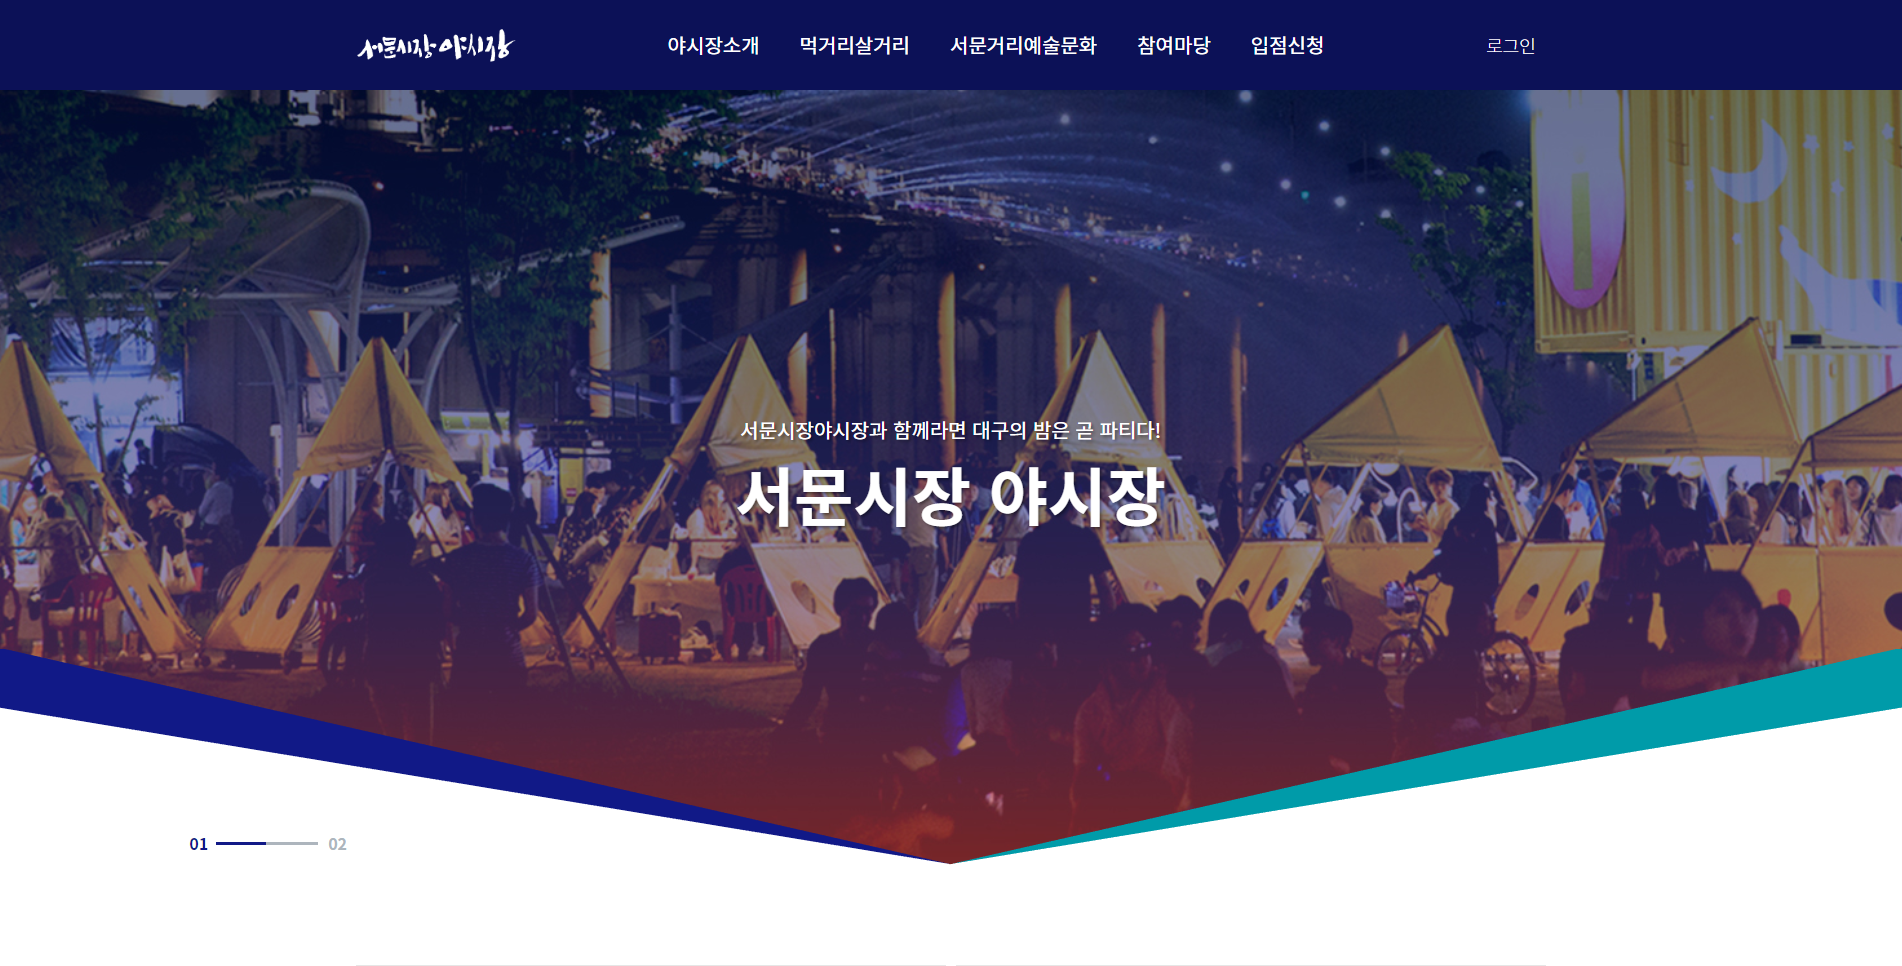 서문시장 야시장
야시장소개 먹거리살거리 서문거리예술문화 참여마당 입점신청 로그인
서문시장야시장과 함께라면 대구의 밤은 곧 파티다!
서문시장 야시장
01 02